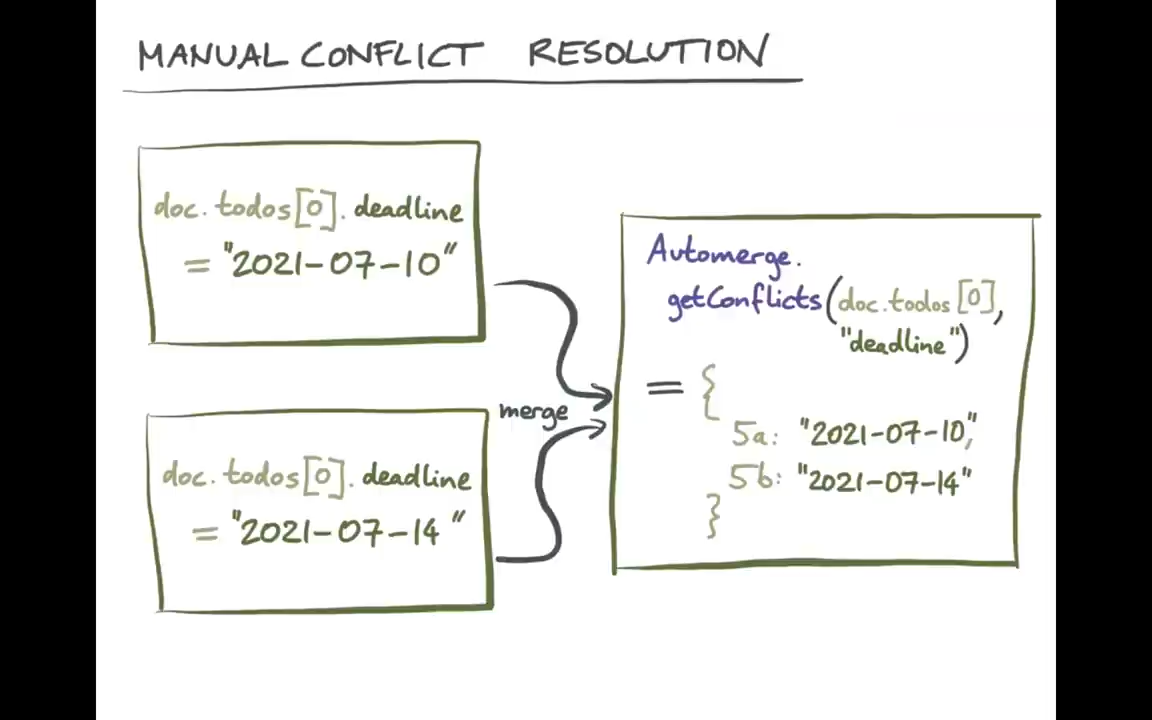 MANUAL CONFLICT RESOLUTION
doc.todos[0].deadline
= "2021-07-10"
doc.todos[0].deadline
= "2021-07-14"
merge
Automerge.
getConflicts(doc.todos[0],
"deadline")
= {
5a: "2021-07-10",
5b: "2021-07-14"
}